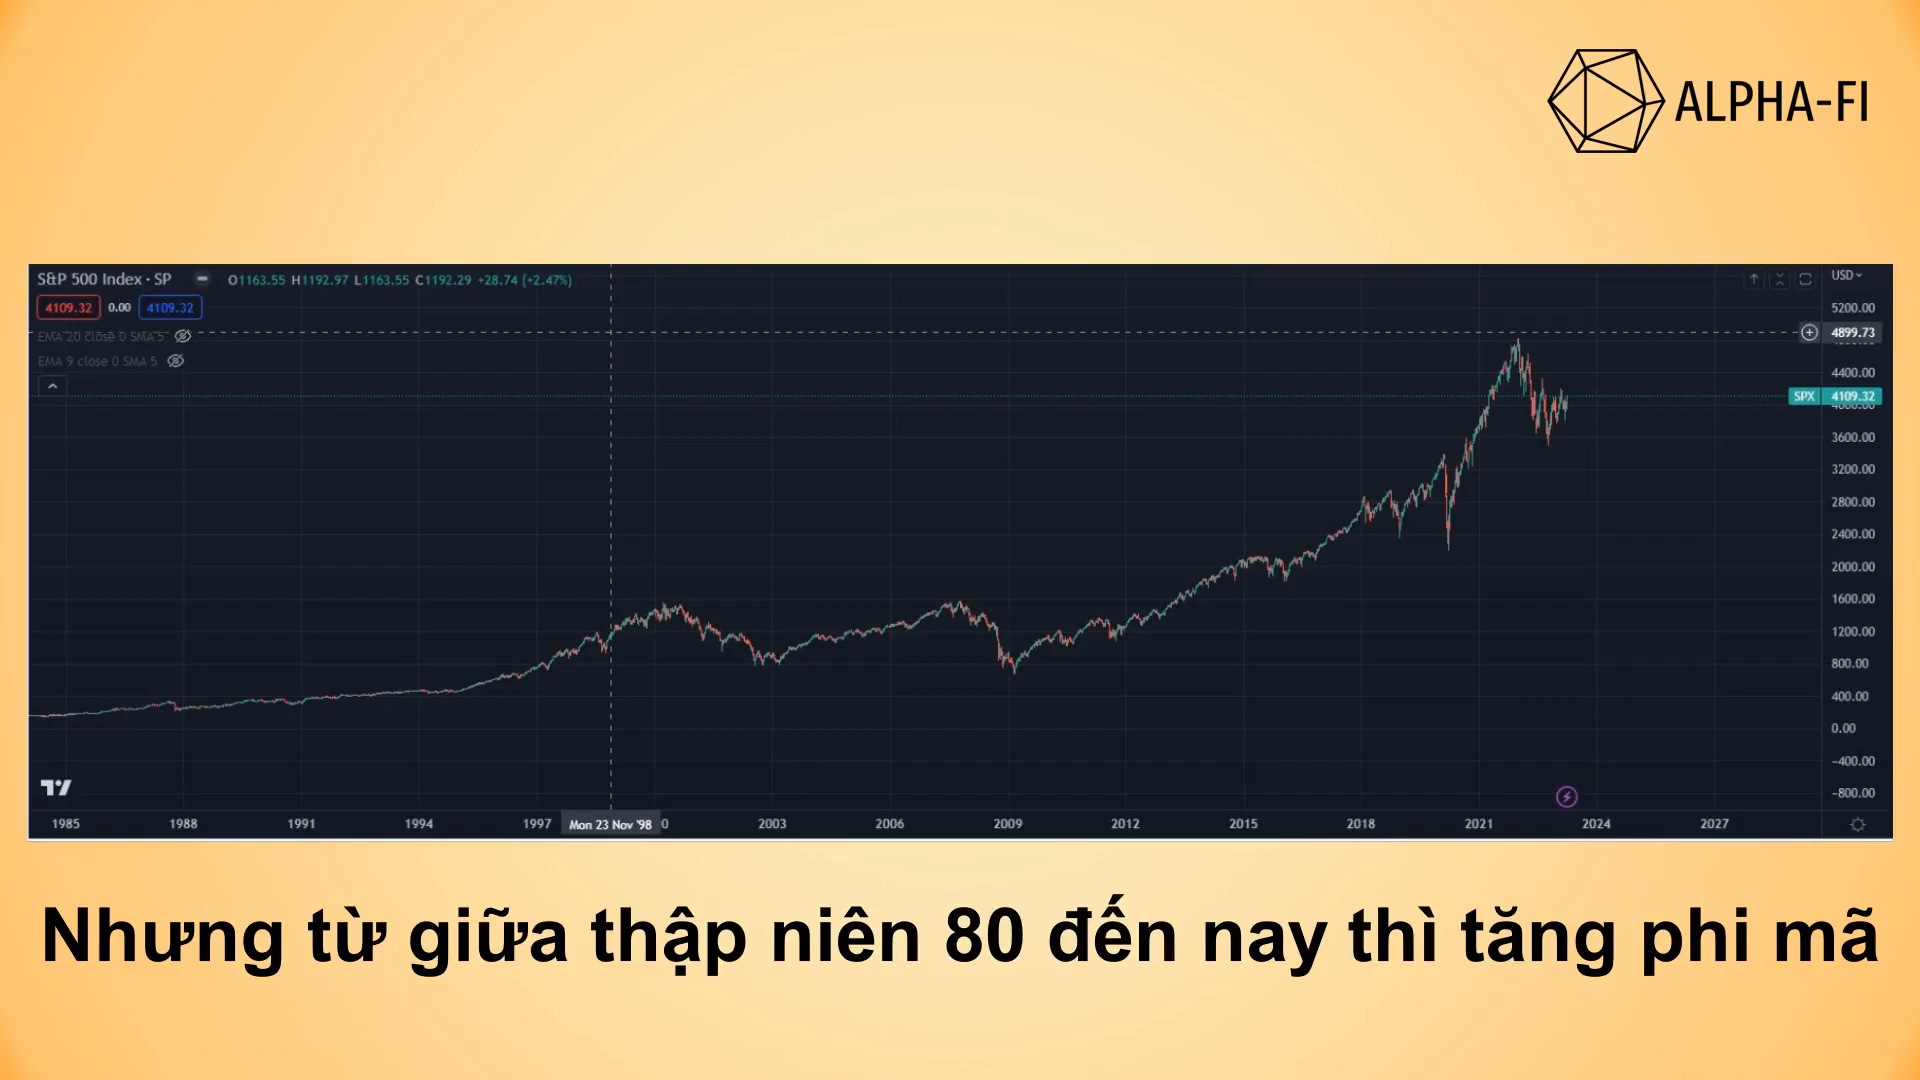 ALPHA-FI
S&P 500 Index · SP O1163.55 H1192.97 L1163.55 C1192.29 +28.74 (+2.47%)
USD
4109.32 0.00 4109.32
5200.00
EMA 20 close 0 SMA 5
4899.73
EMA 9 close 0 SMA 5
4400.00
SPX 4109.32
4000.00
3600.00
3200.00
2800.00
2400.00
2000.00
1600.00
1200.00
800.00
400.00
0.00
−400.00
−800.00
1985 1988 1991 1994 1997 Mon 23 Nov '98 0 2003 2006 2009 2012 2015 2018 2021 2024 2027
Nhưng từ giữa thập niên 80 đến nay thì tăng phi mã